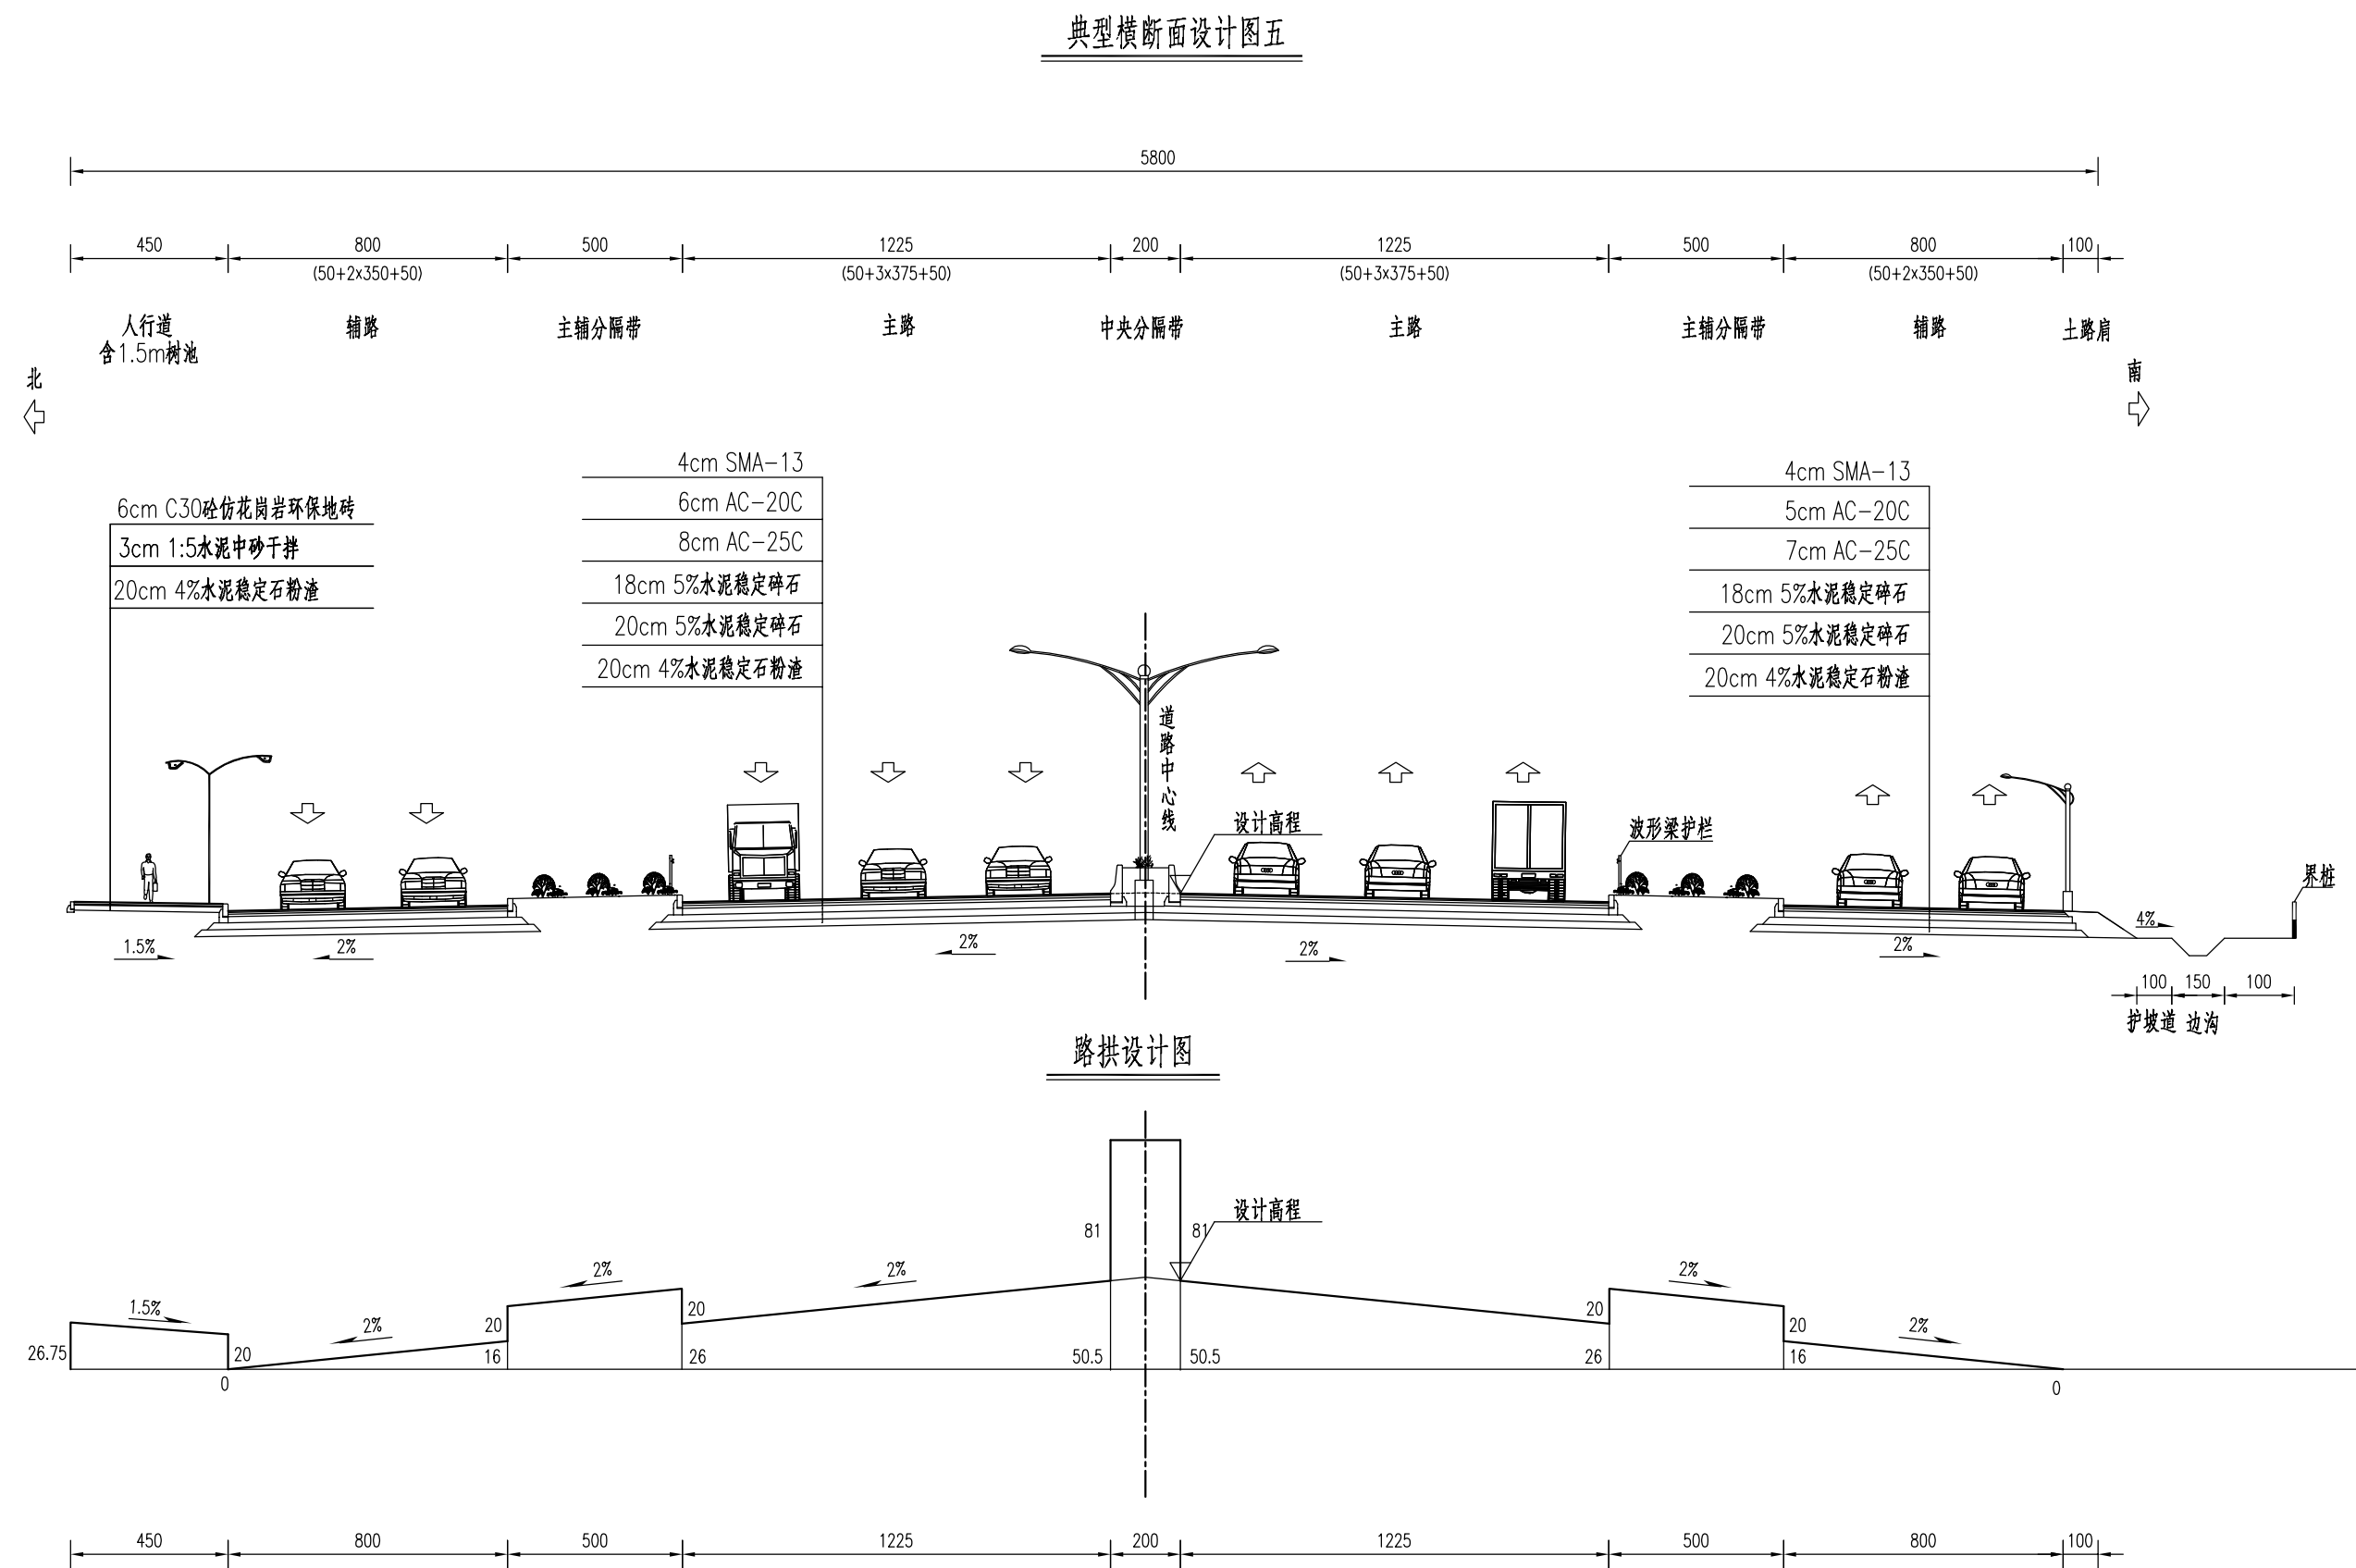 典型横断面设计图五
5800
450 800 500 1225 200 1225 500 800 100
(50+2x350+50) (50+3x375+50) (50+3x375+50) (50+2x350+50)
人行道 辅路 主辅分隔带 主路 中央分隔带 主路 主辅分隔带 辅路 土路肩
含1.5m树池
北
南
6cm C30砼仿花岗岩环保地砖
3cm 1:5水泥中砂干拌
20cm 4%水泥稳定石粉渣
4cm SMA-13
6cm AC-20C
8cm AC-25C
18cm 5%水泥稳定碎石
20cm 5%水泥稳定碎石
20cm 4%水泥稳定石粉渣
4cm SMA-13
5cm AC-20C
7cm AC-25C
18cm 5%水泥稳定碎石
20cm 5%水泥稳定碎石
20cm 4%水泥稳定石粉渣
道路中心线
设计高程
波形梁护栏
界桩
1.5% 2% 2% 2% 2% 4%
100 150 100
护坡道 边沟
路拱设计图
设计高程
81 81
1.5% 2% 2% 2% 2% 2%
20 20 20 20 20
26.75 16 26 50.5 50.5 26 16
0 0
450 800 500 1225 200 1225 500 800 100